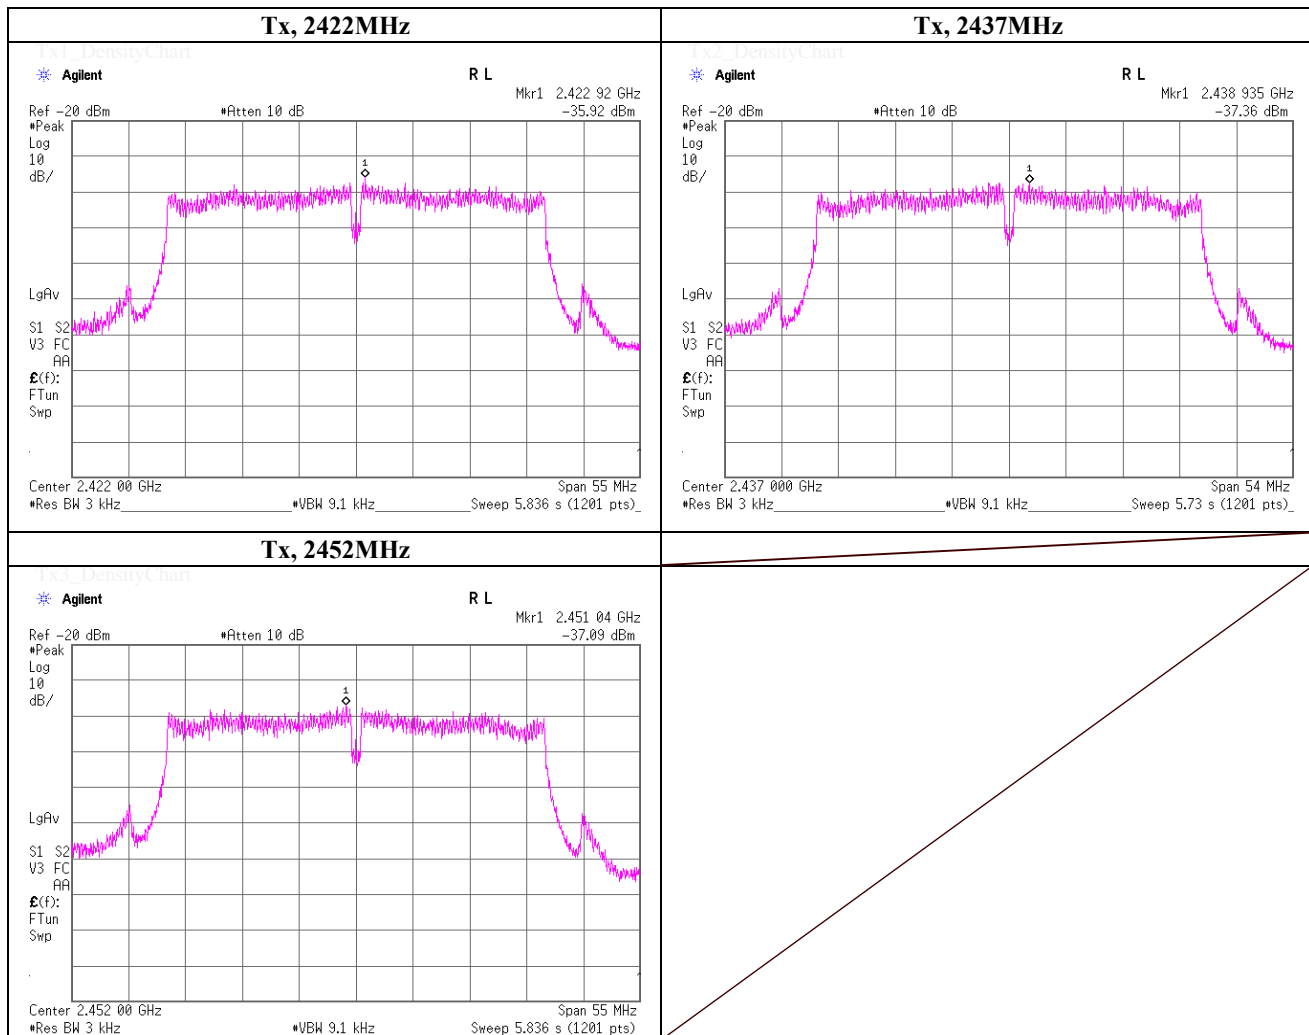 Tx, 2422MHz
Tx1_DensityChart
Agilent
R L
Mkr1 2.422 92 GHz
Ref -20 dBm #Atten 10 dB -35.92 dBm
#Peak
Log
10
dB/
1
LgAv
S1 S2
V3 FC
AA
£(f):
FTun
Swp
Center 2.422 00 GHz Span 55 MHz
#Res BW 3 kHz #VBW 9.1 kHz Sweep 5.836 s (1201 pts)
Tx, 2437MHz
Tx2_DensityChart
Agilent
R L
Mkr1 2.438 935 GHz
Ref -20 dBm #Atten 10 dB -37.36 dBm
#Peak
Log
10
dB/
1
LgAv
S1 S2
V3 FC
AA
£(f):
FTun
Swp
Center 2.437 000 GHz Span 54 MHz
#Res BW 3 kHz #VBW 9.1 kHz Sweep 5.73 s (1201 pts)
Tx, 2452MHz
Tx3_DensityChart
Agilent
R L
Mkr1 2.451 04 GHz
Ref -20 dBm #Atten 10 dB -37.09 dBm
#Peak
Log
10
dB/
1
LgAv
S1 S2
V3 FC
AA
£(f):
FTun
Swp
Center 2.452 00 GHz Span 55 MHz
#Res BW 3 kHz #VBW 9.1 kHz Sweep 5.836 s (1201 pts)